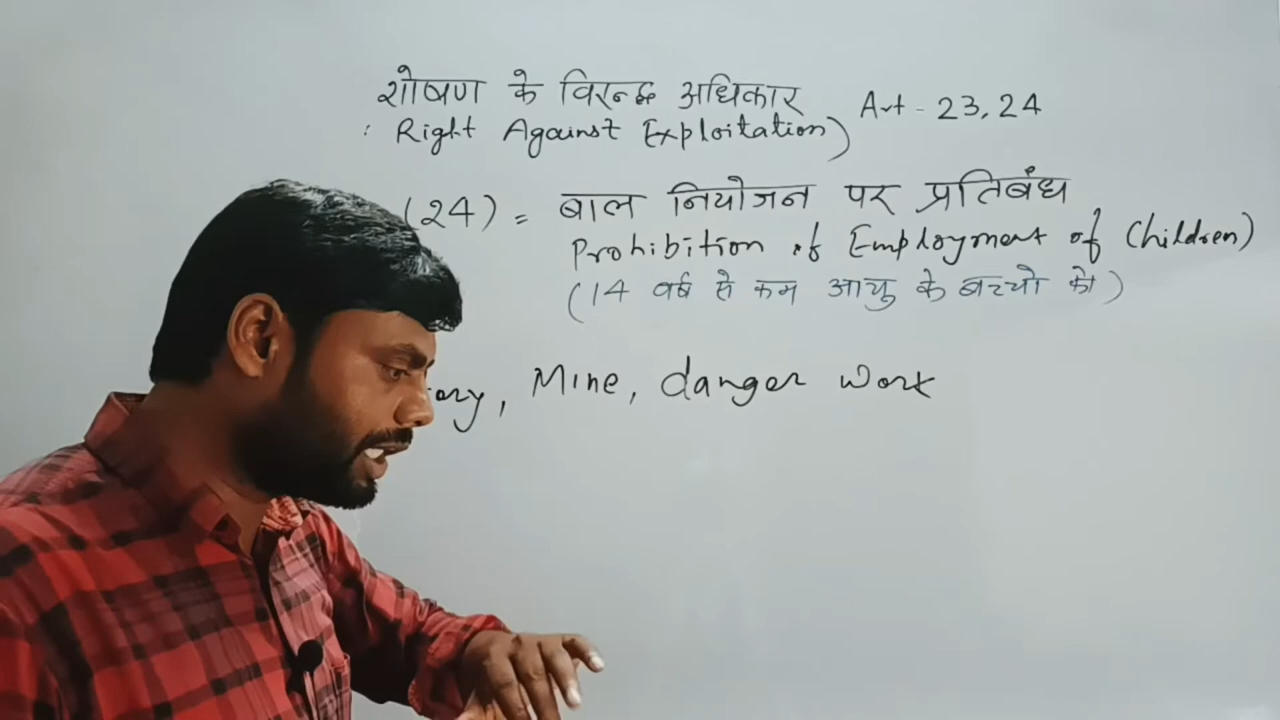 शोषण के विरुद्ध अधिकार Art - 23, 24
: Right Against Exploitation)
(24) = बाल नियोजन पर प्रतिबंध
Prohibition of Employment of Children)
(14 वर्ष से कम आयु के बच्चो को)
ory, Mine, danger work